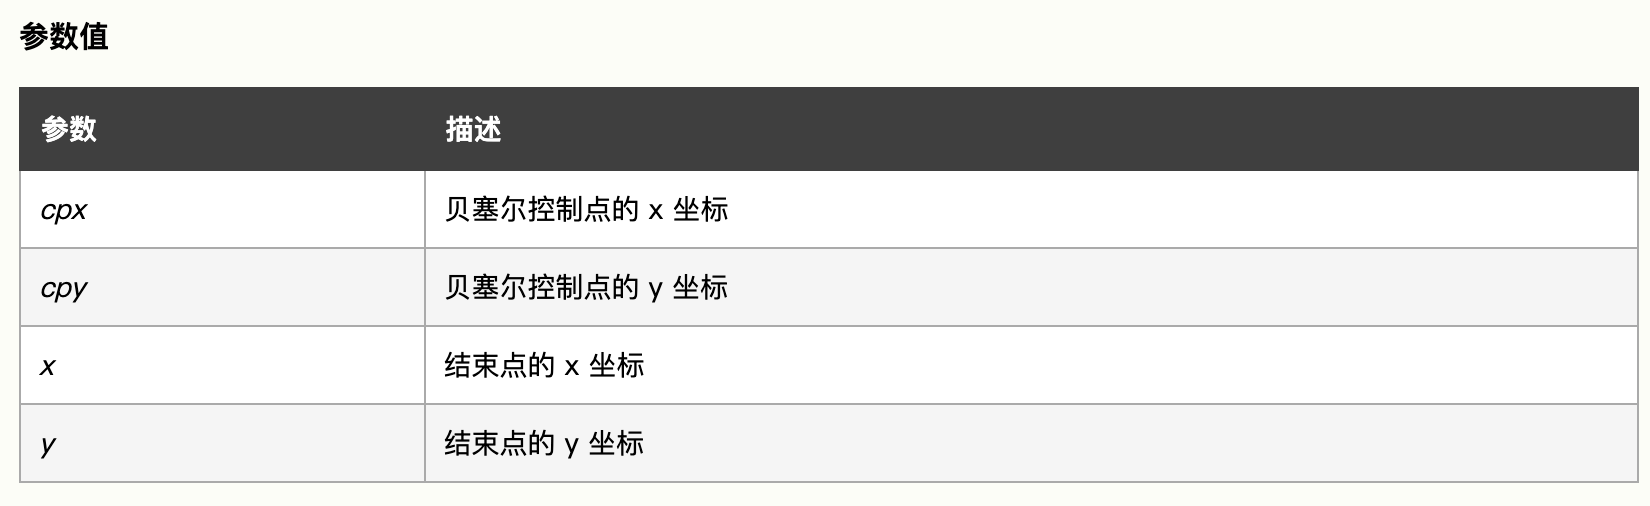 参数值
参数 描述
cpx 贝塞尔控制点的 x 坐标
cpy 贝塞尔控制点的 y 坐标
x 结束点的 x 坐标
y 结束点的 y 坐标